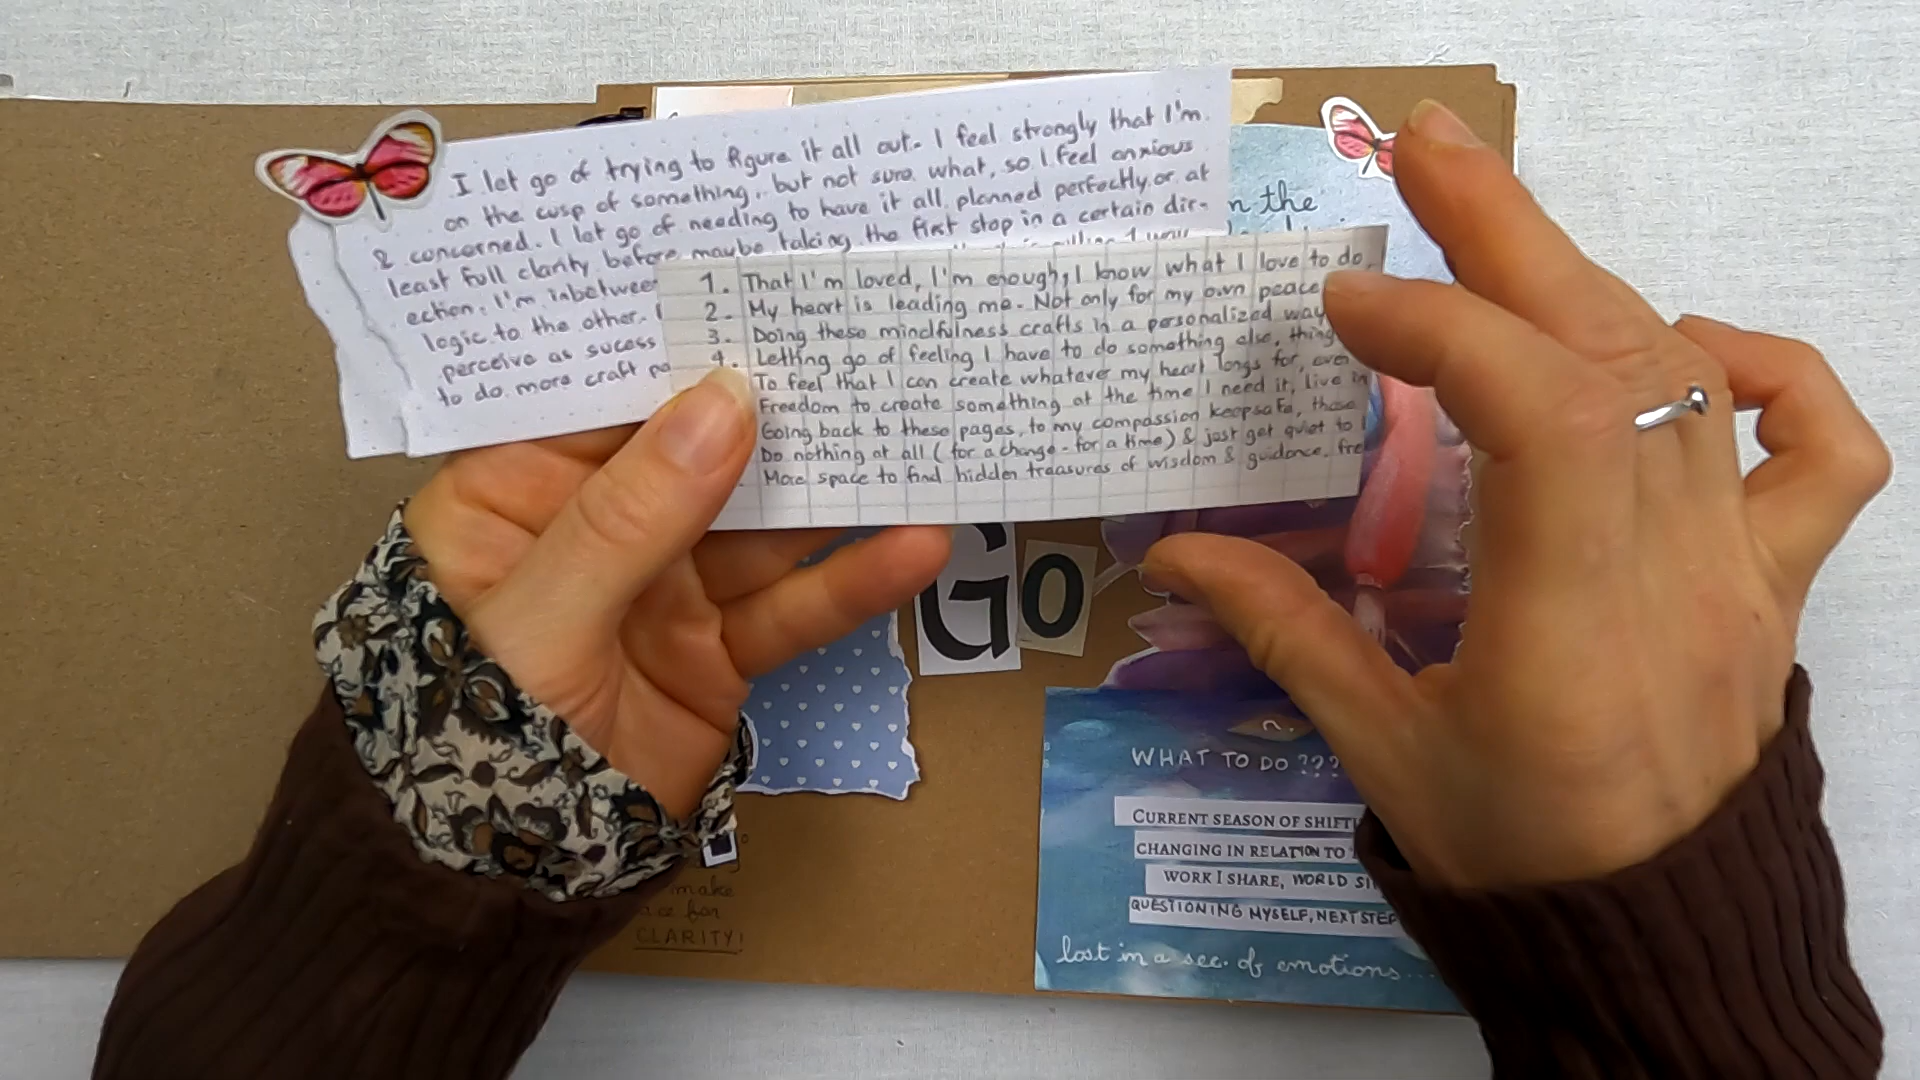 I let go of trying to figure it all out. I feel strongly that I'm
on the cusp of something, but not sure what, so I feel anxious
& concerned. I let go of needing to have it all planned perfectly or at
least full clarity before maybe taking the first step in a certain dir-
ection. I'm inbetween
logic to the other. I
perceive as sucess
to do more craft
1. That I'm loved, I'm enough, I know what I love to do,
2. My heart is leading me. Not only for my own peace
3. Doing these mindfulness crafts in a personalized way
4. Letting go of feeling I have to do something else, thing
To feel that I can create whatever my heart longs for, even
Freedom to create something at the time I need it, live in
Going back to these pages, to my compassion keepsafe, those
Do nothing at all (for a change - for a time) & just get quiet to
More space to find hidden treasures of wisdom & guidance, fre
n the
Go
n.
WHAT TO DO???
CURRENT SEASON OF SHIFTI
CHANGING IN RELATION TO
WORK I SHARE, WORLD SI
QUESTIONING MYSELF, NEXT STEP
lost in a sea of emotions...
make
for
CLARITY!